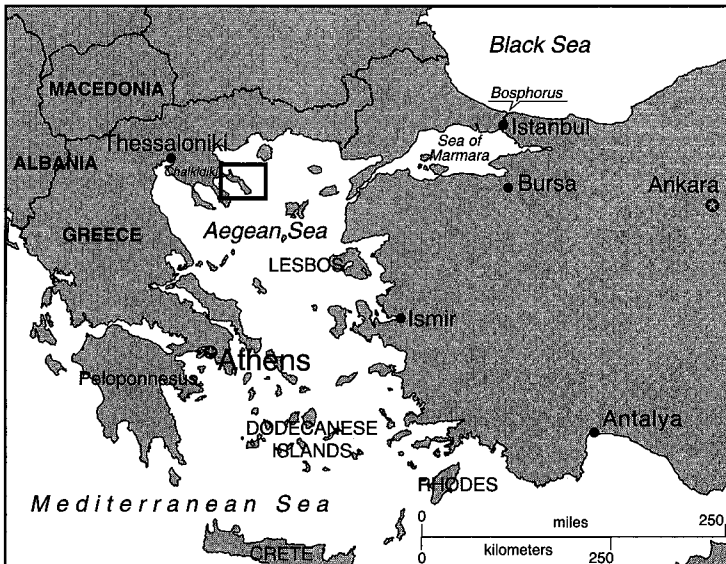 Black Sea
MACEDONIA
Bosphorus
Istanbul
Thessaloniki
Sea of
Marmara
ALBANIA
Chalkidiki
Bursa
Ankara
GREECE
Aegean Sea
LESBOS
Ismir
Athens
Peloponnesus
Antalya
DODECANESE
ISLANDS
RHODES
Mediterranean Sea
0
miles
250
kilometers
0
250
CRETE